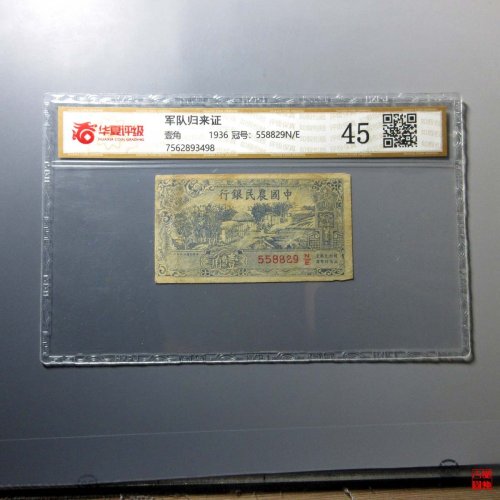 华夏评级
HUAXIA COIN GRADING
军队归来证
壹角 1936 冠号: 558829N/E
7562893498
45
行銀民農國中
558829 N/E